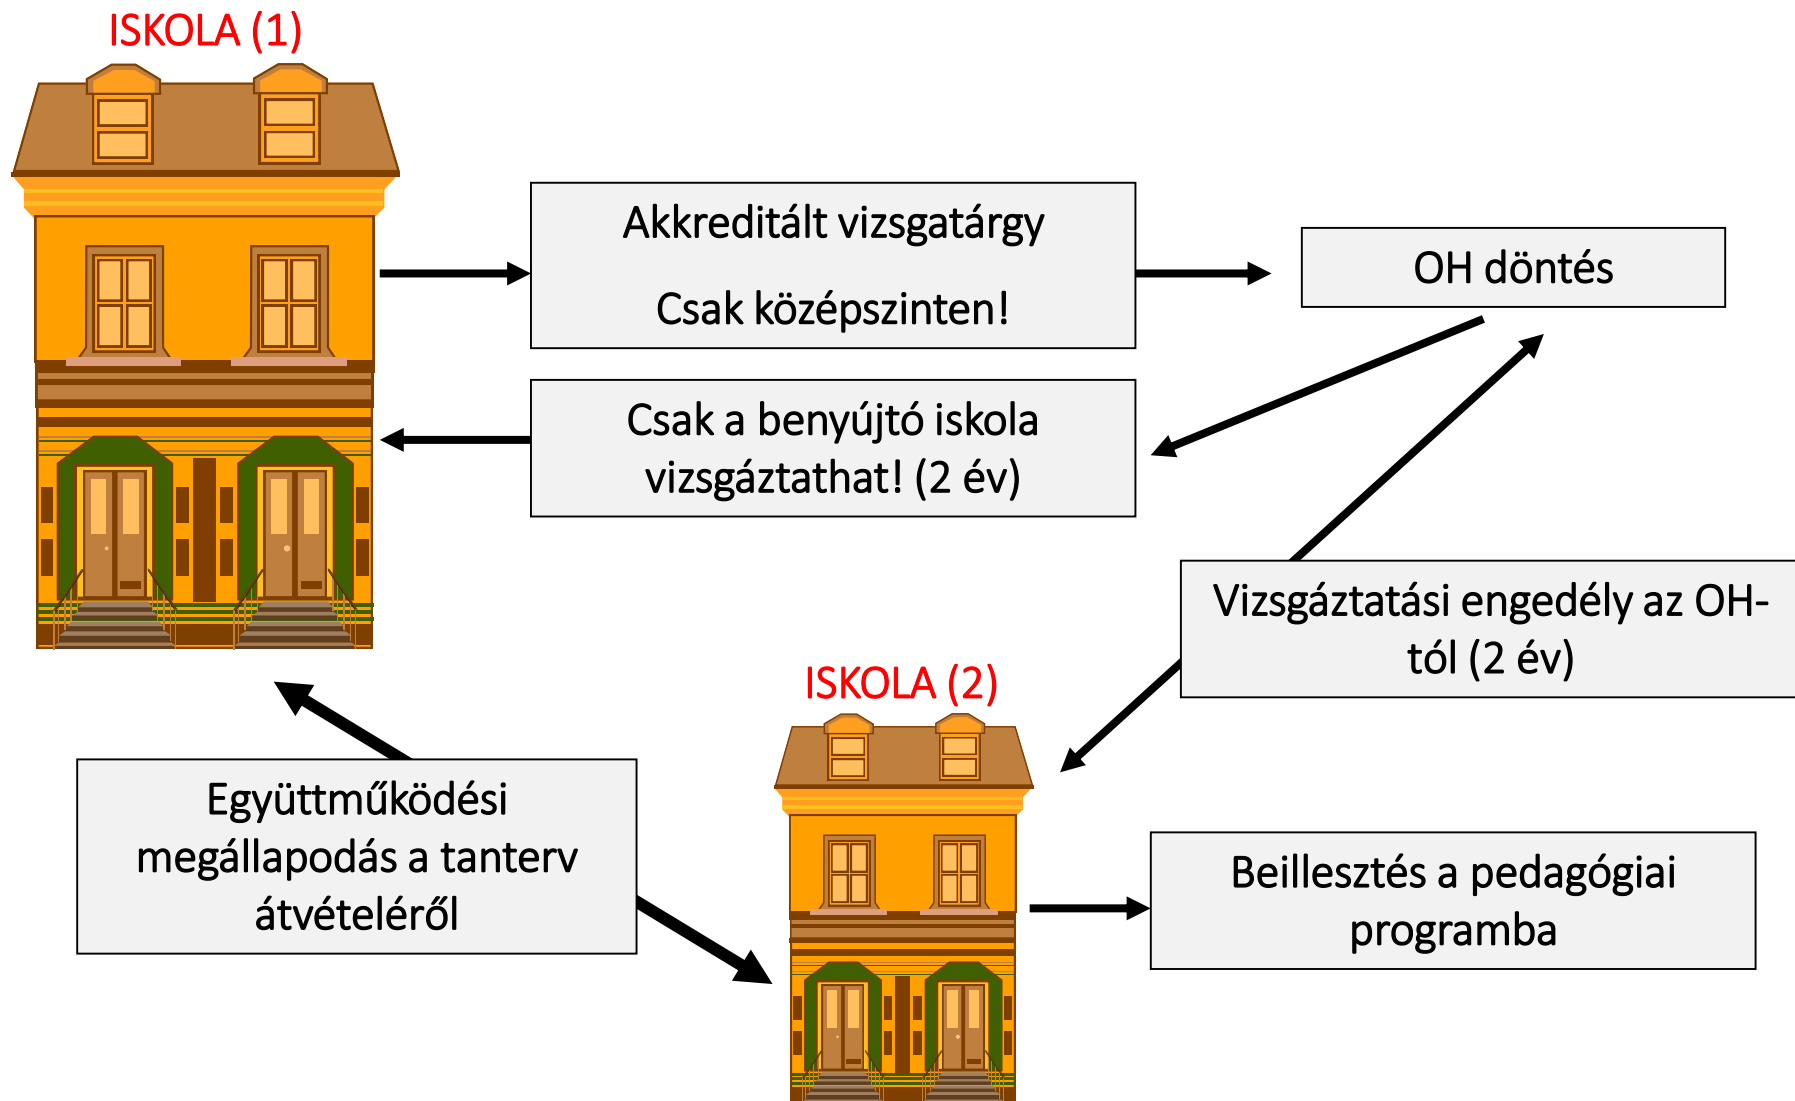 ISKOLA (1)
Akkreditált vizsgatárgy
Csak középszinten!
OH döntés
Csak a benyújtó iskola
vizsgáztathat! (2 év)
Vizsgáztatási engedély az OH-
tól (2 év)
ISKOLA (2)
Együttműködési
megállapodás a tanterv
átvételéről
Beillesztés a pedagógiai
programba